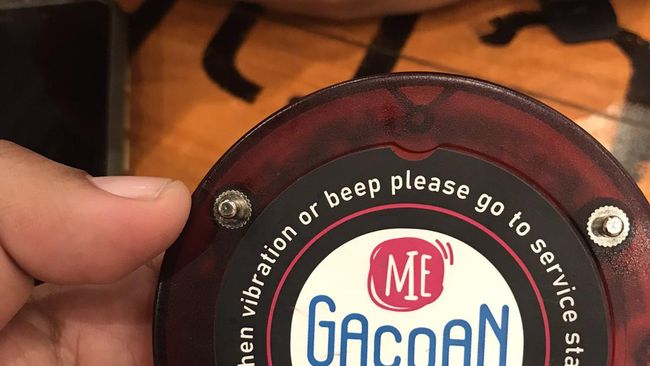 hen vibration or beep please go to service sta
MIE
GACOAN